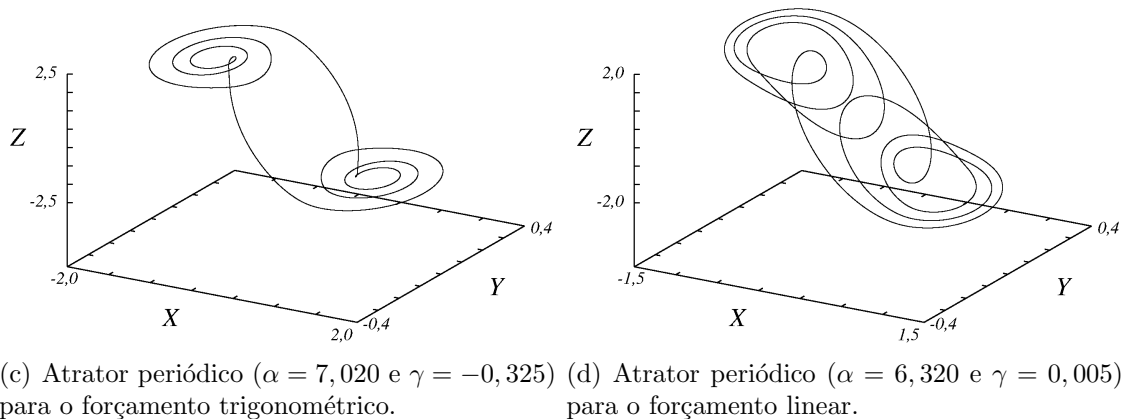 2,5
Z
-2,5
-2,0
X
2,0
-0,4
Y
0,4
2,0
Z
-2,0
-1,5
X
1,5
-0,4
Y
0,4
(c) Atrator periódico (α = 7, 020 e γ = −0, 325)
para o forçamento trigonométrico.
(d) Atrator periódico (α = 6, 320 e γ = 0, 005)
para o forçamento linear.